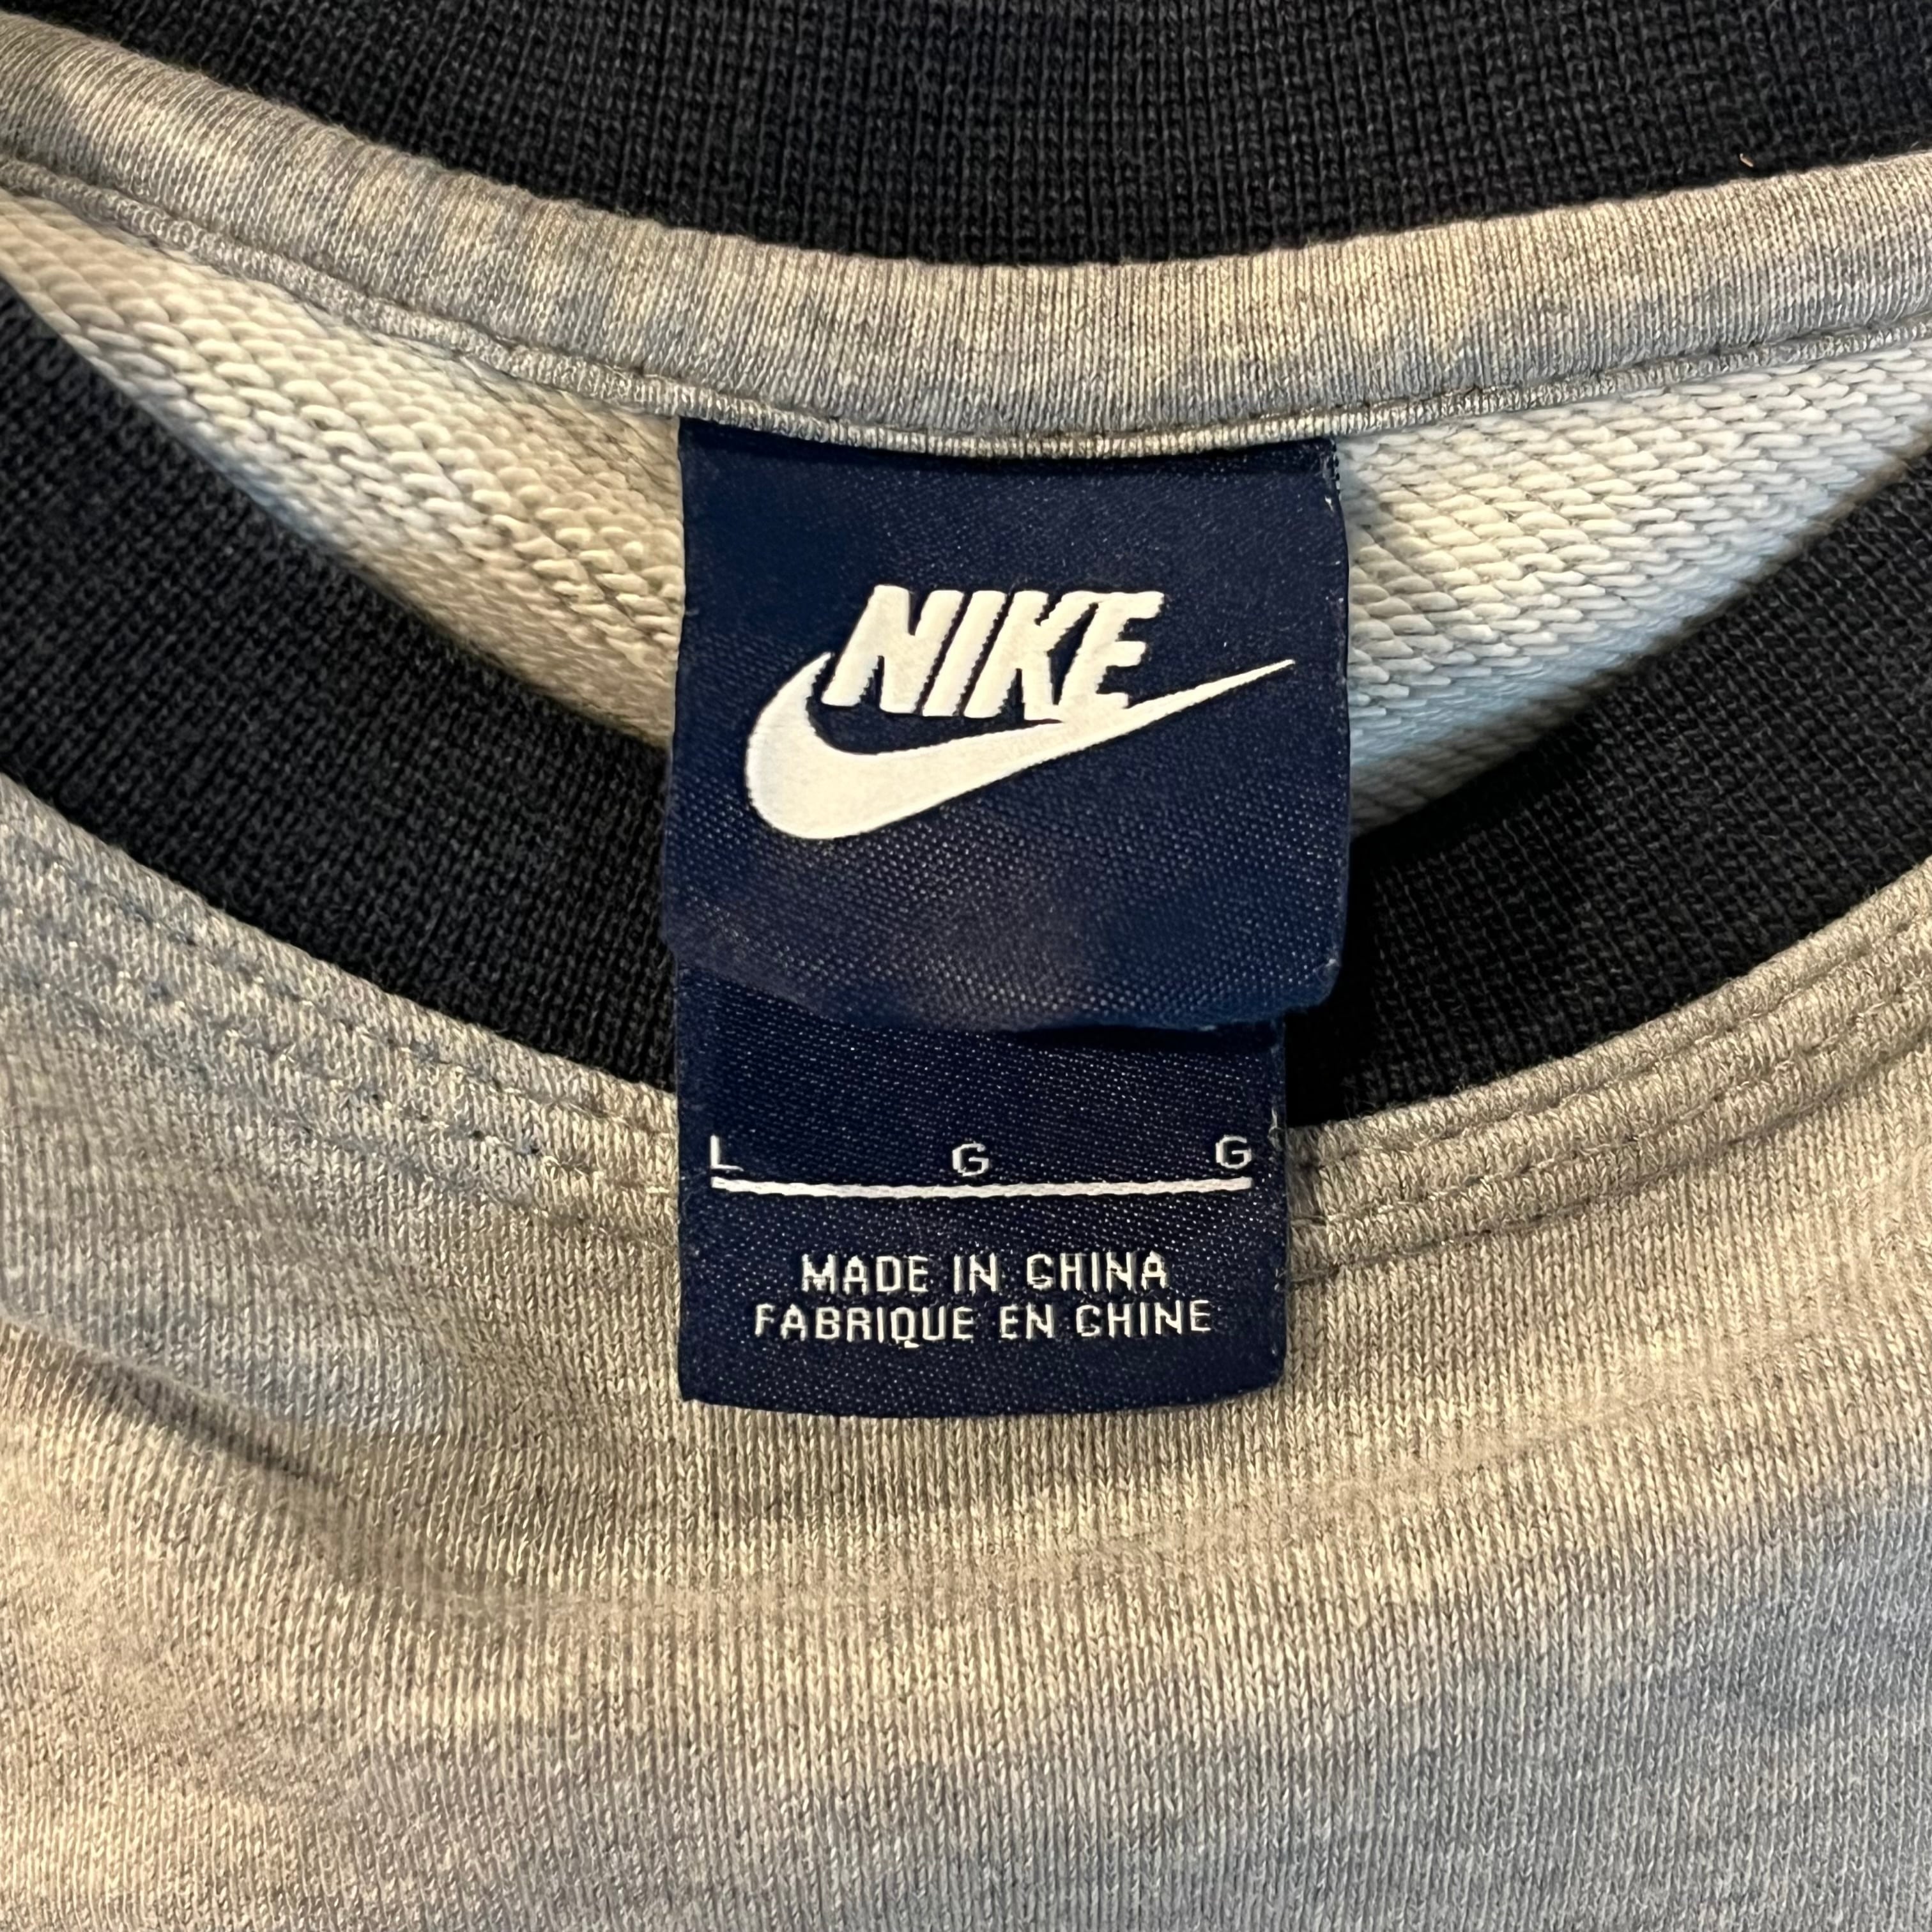 NIKE
L G G
MADE IN CHINA
FABRIQUE EN CHINE